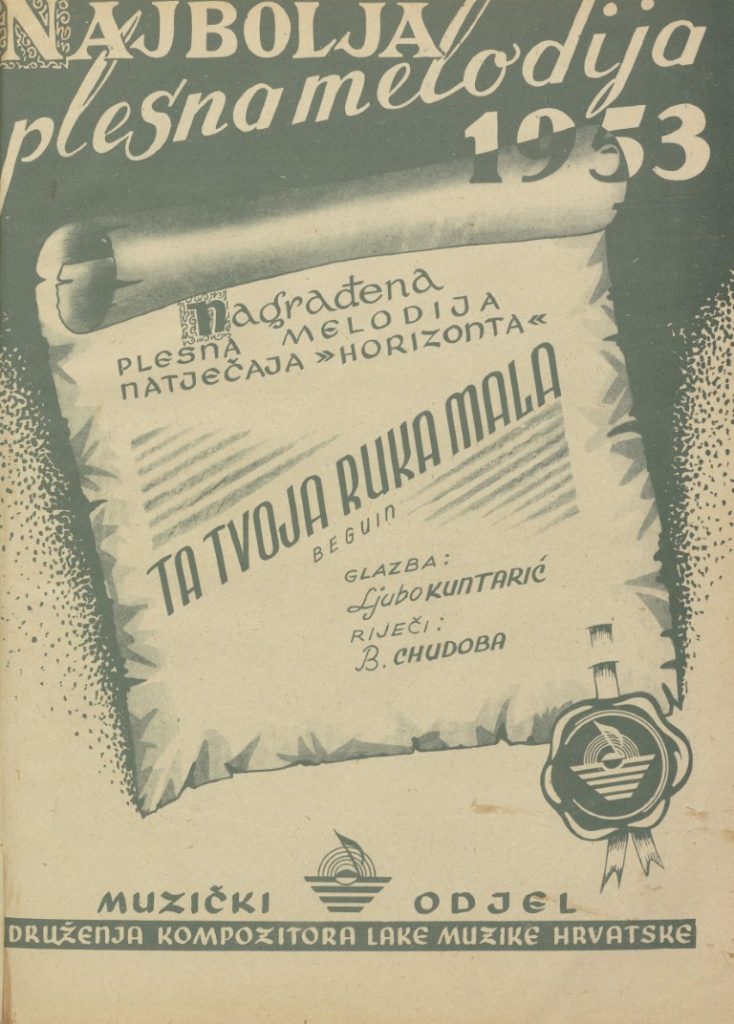 NAJBOLJA
plesna melodija
1953
Nagrađena
PLESNA MELODIJA
NATJEČAJA »HORIZONTA«
TA TVOJA RUKA MALA
BEGUIN
GLAZBA:
Ljubo KUNTARIĆ
RIJEČI:
B. CHUDOBA
MUZIČKI ODJEL
DRUŽENJA KOMPOZITORA LAKE MUZIKE HRVATSKE